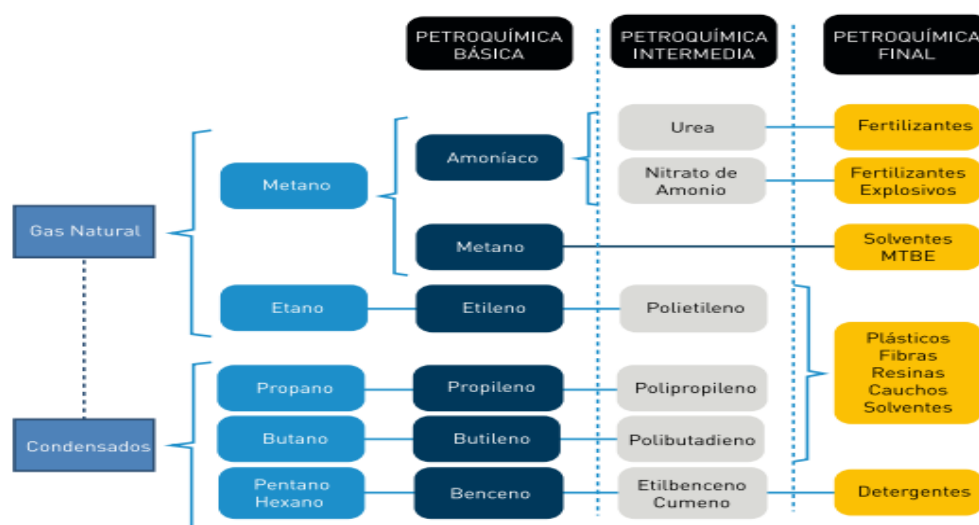 PETROQUÍMICA
BÁSICA
PETROQUÍMICA
INTERMEDIA
PETROQUÍMICA
FINAL
Gas Natural
Metano
Amoníaco
Urea
Fertilizantes
Nitrato de
Amonio
Fertilizantes
Explosivos
Metano
Solventes
MTBE
Etano
Etileno
Polietileno
Plásticos
Fibras
Resinas
Cauchos
Solventes
Condensados
Propano
Propileno
Polipropileno
Butano
Butileno
Polibutadieno
Pentano
Hexano
Benceno
Etilbenceno
Cumeno
Detergentes